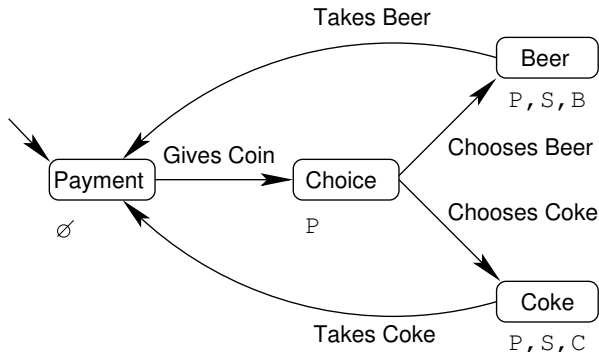 Takes Beer
Beer
P, S, B
Gives Coin
Chooses Beer
Payment
Choice
∅
P
Chooses Coke
Coke
Takes Coke
P, S, C